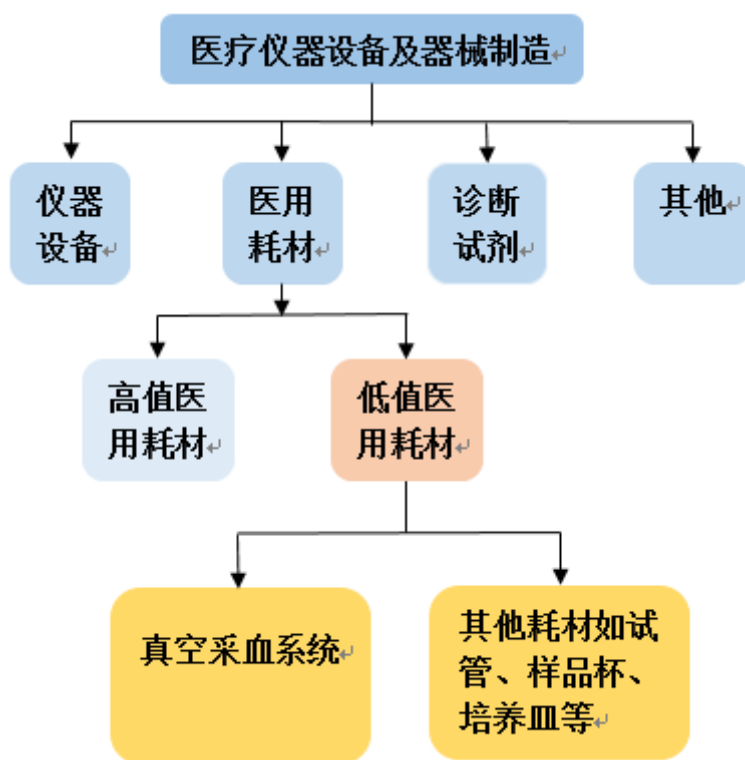 医疗仪器设备及器械制造
仪器
设备
医用
耗材
诊断
试剂
其他
高值医
用耗材
低值医
用耗材
真空采血系统
其他耗材如试
管、样品杯、
培养皿等